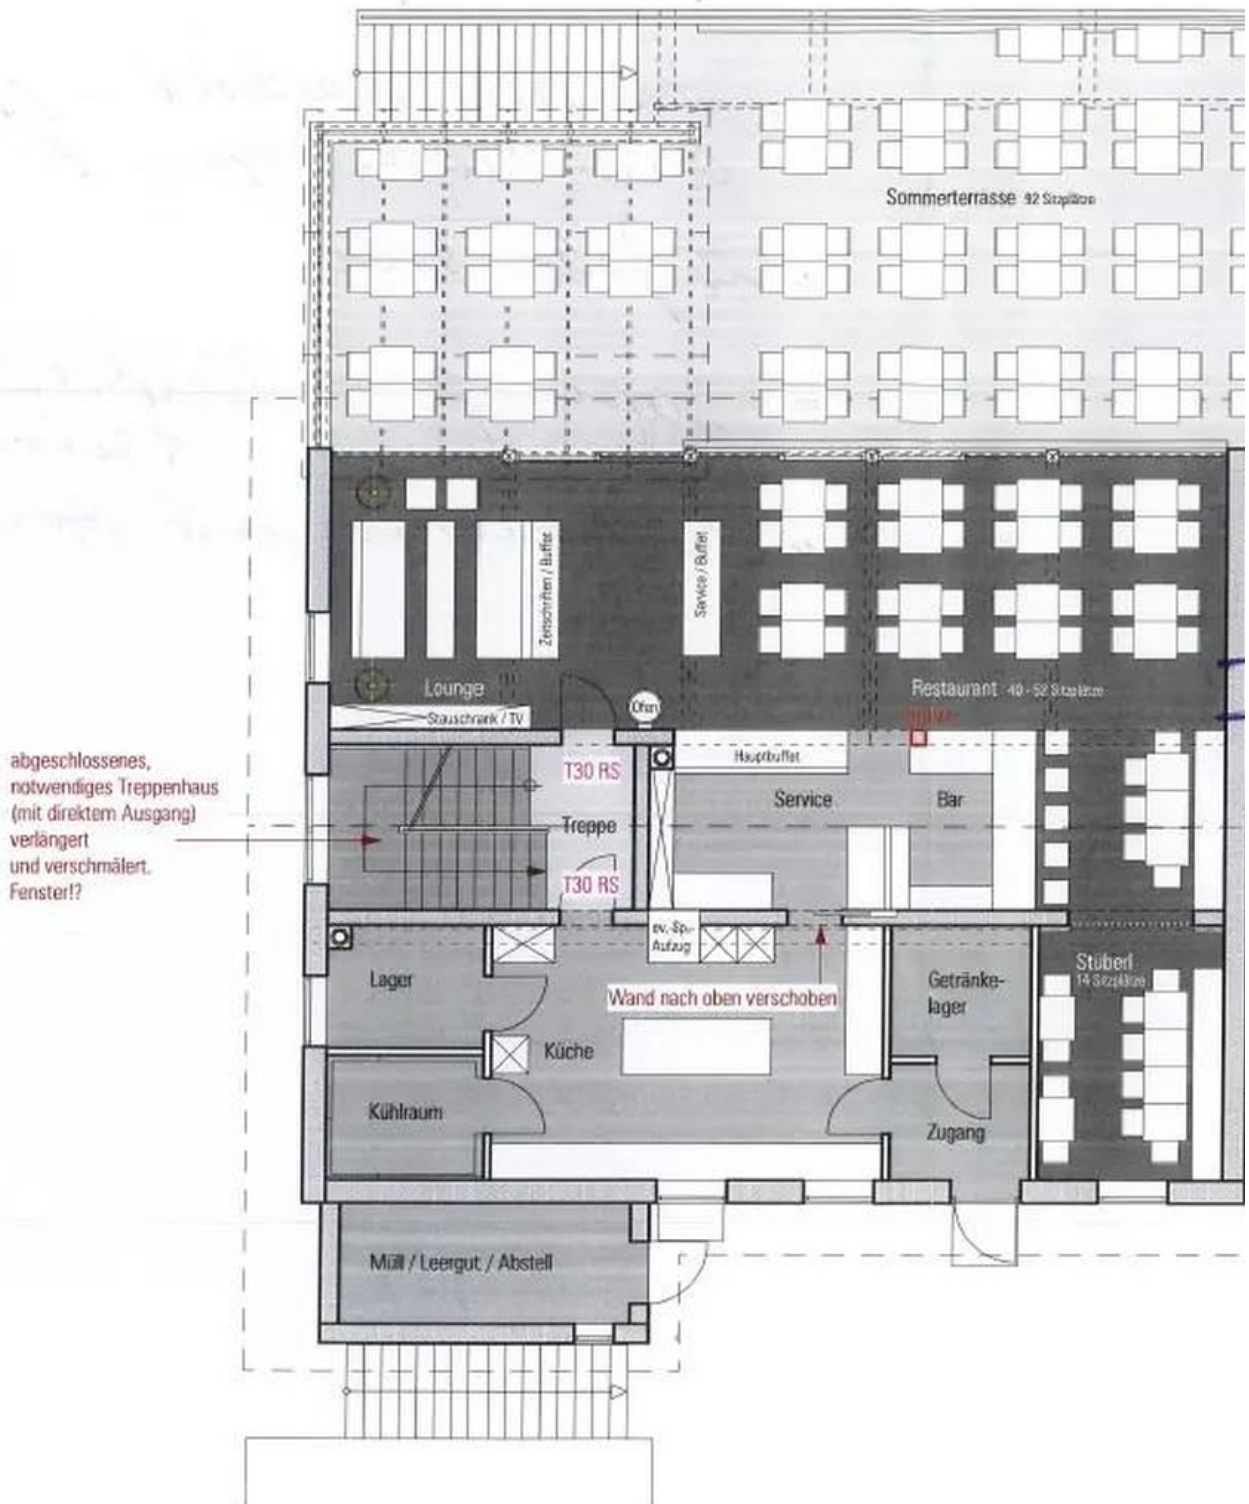 Sommerterrasse 92 Sitzplätze
Zeitschriften / Buffet
Service / Buffet
Lounge
Stauschrank / TV
Ofen
Restaurant 40 - 52 Sitzplätze
abgeschlossenes,
notwendiges Treppenhaus
(mit direktem Ausgang)
verlängert
und verschmälert.
Fenster!?
T30 RS
Treppe
T30 RS
Hauptbuffet
Service
Bar
ev.-Sp.-
Aufzug
Lager
Wand nach oben verschoben
Getränke-
lager
Stüberl
14 Sitzplätze
Küche
Kühlraum
Zugang
Müll / Leergut / Abstell